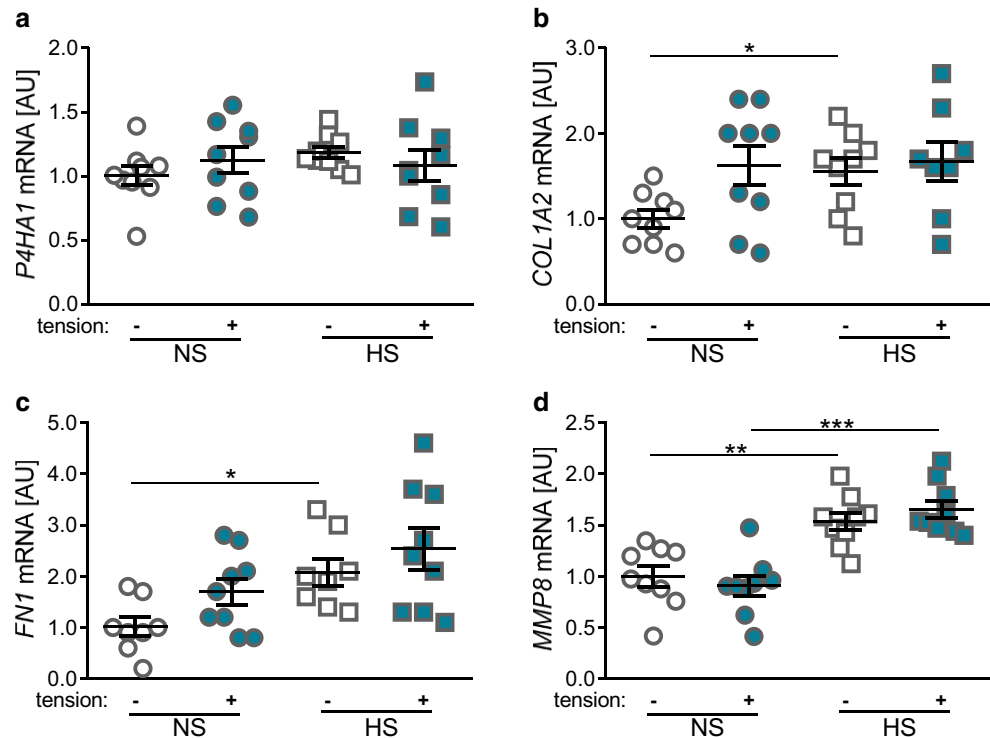 a
P4HA1 mRNA [AU]
2.0
1.5
1.0
0.5
0.0
tension: - + - +
NS HS
b
COL1A2 mRNA [AU]
3.0
2.0
1.0
0.0
*
tension: - + - +
NS HS
c
FN1 mRNA [AU]
5.0
4.0
3.0
2.0
1.0
0.0
*
tension: - + - +
NS HS
d
MMP8 mRNA [AU]
2.5
2.0
1.5
1.0
0.5
0.0
***
**
tension: - + - +
NS HS